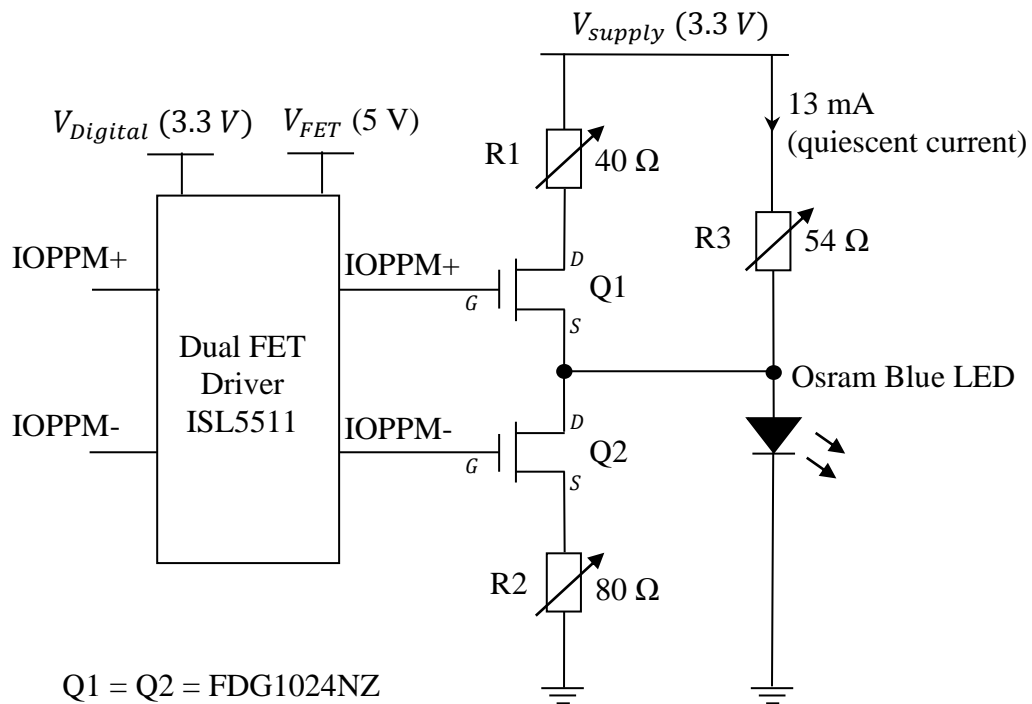 V_supply (3.3 V)
V_Digital (3.3 V)
V_FET (5 V)
13 mA
(quiescent current)
R1
40 Ω
R3
54 Ω
IOPPM+
IOPPM+
D
G
Q1
S
Dual FET
Driver
ISL5511
Osram Blue LED
IOPPM-
IOPPM-
D
G
Q2
S
R2
80 Ω
Q1 = Q2 = FDG1024NZ